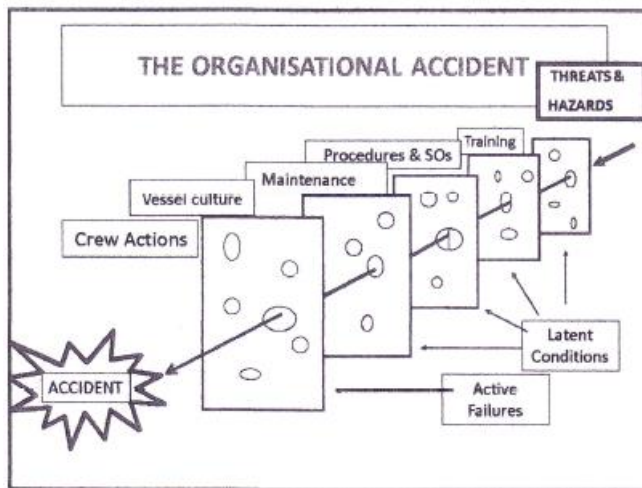 THE ORGANISATIONAL ACCIDENT
THREATS &
HAZARDS
Training
Procedures & SOs
Maintenance
Vessel culture
Crew Actions
Latent
Conditions
ACCIDENT
Active
Failures